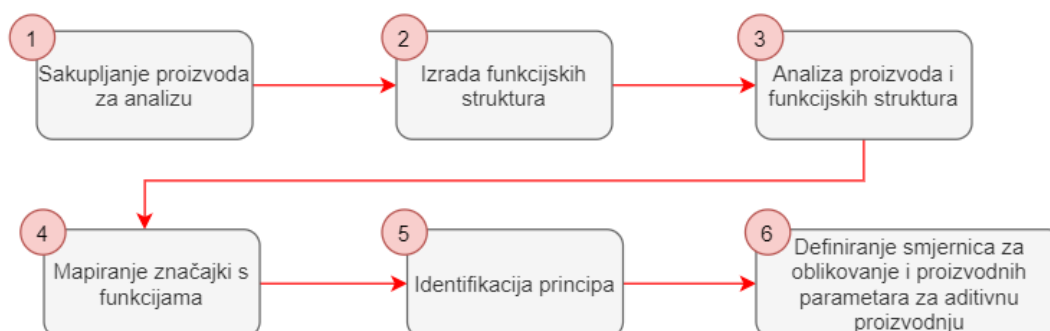 1
Sakupljanje proizvoda
za analizu
2
Izrada funkcijskih
struktura
3
Analiza proizvoda i
funkcijskih struktura
4
Mapiranje značajki s
funkcijama
5
Identifikacija principa
6
Definiranje smjernica za
oblikovanje i proizvodnih
parametara za aditivnu
proizvodnju